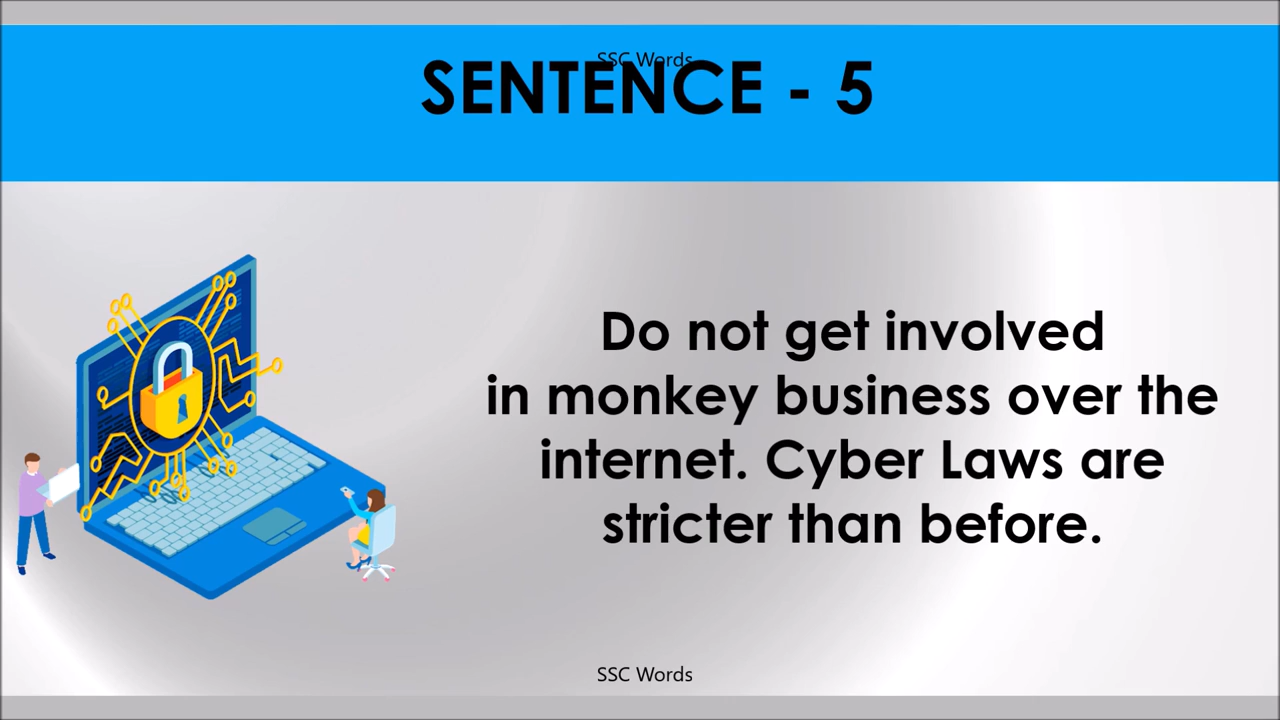 SSC Words
SENTENCE - 5
Do not get involved
in monkey business over the
internet. Cyber Laws are
stricter than before.
SSC Words